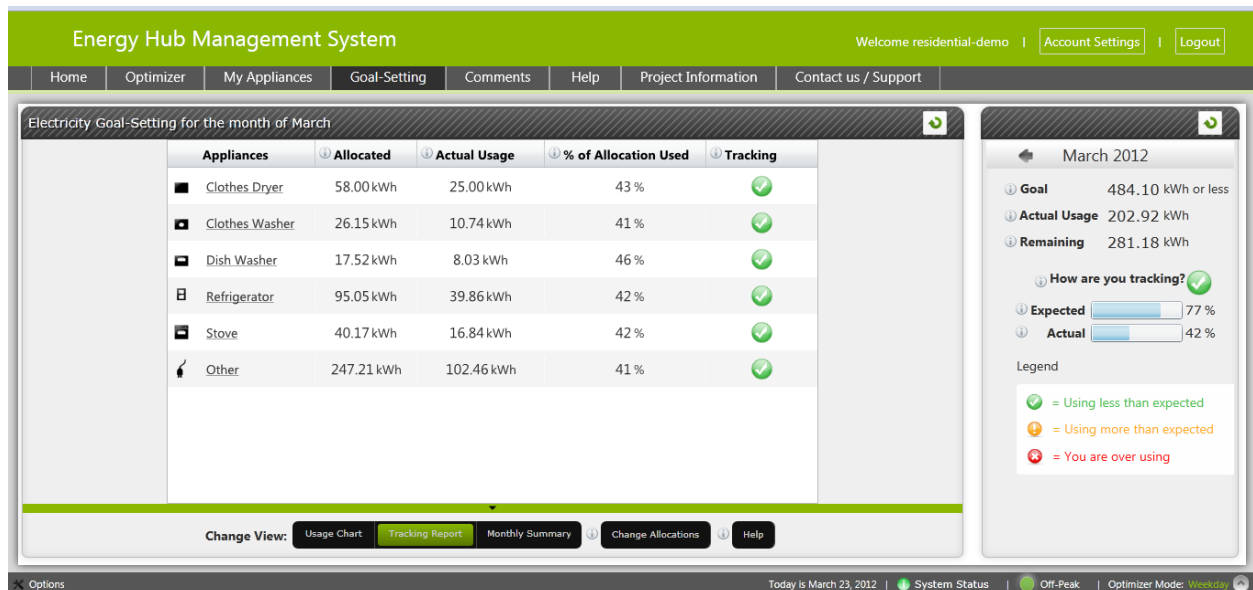 Energy Hub Management System
Welcome residential-demo | Account Settings | Logout
Home Optimizer My Appliances Goal-Setting Comments Help Project Information Contact us / Support
Electricity Goal-Setting for the month of March
Appliances Allocated Actual Usage % of Allocation Used Tracking
Clothes Dryer 58.00 kWh 25.00 kWh 43 %
Clothes Washer 26.15 kWh 10.74 kWh 41 %
Dish Washer 17.52 kWh 8.03 kWh 46 %
Refrigerator 95.05 kWh 39.86 kWh 42 %
Stove 40.17 kWh 16.84 kWh 42 %
Other 247.21 kWh 102.46 kWh 41 %
Change View: Usage Chart Tracking Report Monthly Summary Change Allocations Help
March 2012
Goal 484.10 kWh or less
Actual Usage 202.92 kWh
Remaining 281.18 kWh
How are you tracking?
Expected 77 %
Actual 42 %
Legend
= Using less than expected
= Using more than expected
= You are over using
Options Today is March 23, 2012 | System Status | Off-Peak | Optimizer Mode: Weekday